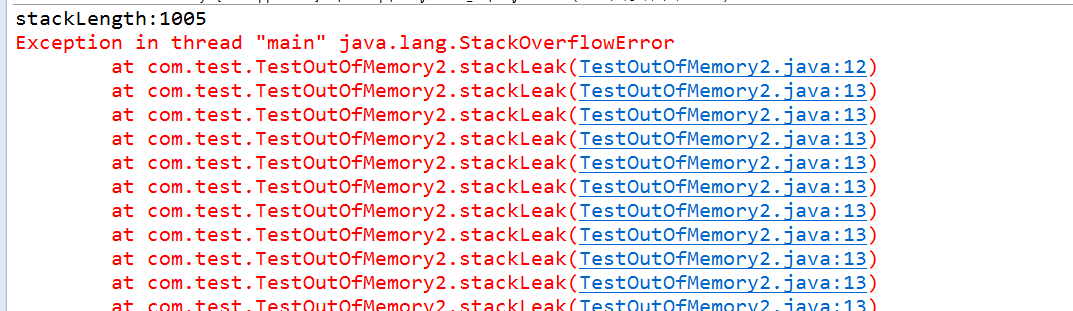 stackLength:1005
Exception in thread "main" java.lang.StackOverflowError
at com.test.TestOutOfMemory2.stackLeak(TestOutOfMemory2.java:12)
at com.test.TestOutOfMemory2.stackLeak(TestOutOfMemory2.java:13)
at com.test.TestOutOfMemory2.stackLeak(TestOutOfMemory2.java:13)
at com.test.TestOutOfMemory2.stackLeak(TestOutOfMemory2.java:13)
at com.test.TestOutOfMemory2.stackLeak(TestOutOfMemory2.java:13)
at com.test.TestOutOfMemory2.stackLeak(TestOutOfMemory2.java:13)
at com.test.TestOutOfMemory2.stackLeak(TestOutOfMemory2.java:13)
at com.test.TestOutOfMemory2.stackLeak(TestOutOfMemory2.java:13)
at com.test.TestOutOfMemory2.stackLeak(TestOutOfMemory2.java:13)
at com.test.TestOutOfMemory2.stackLeak(TestOutOfMemory2.java:13)
at com.test.TestOutOfMemory2.stackLeak(TestOutOfMemory2.java:13)